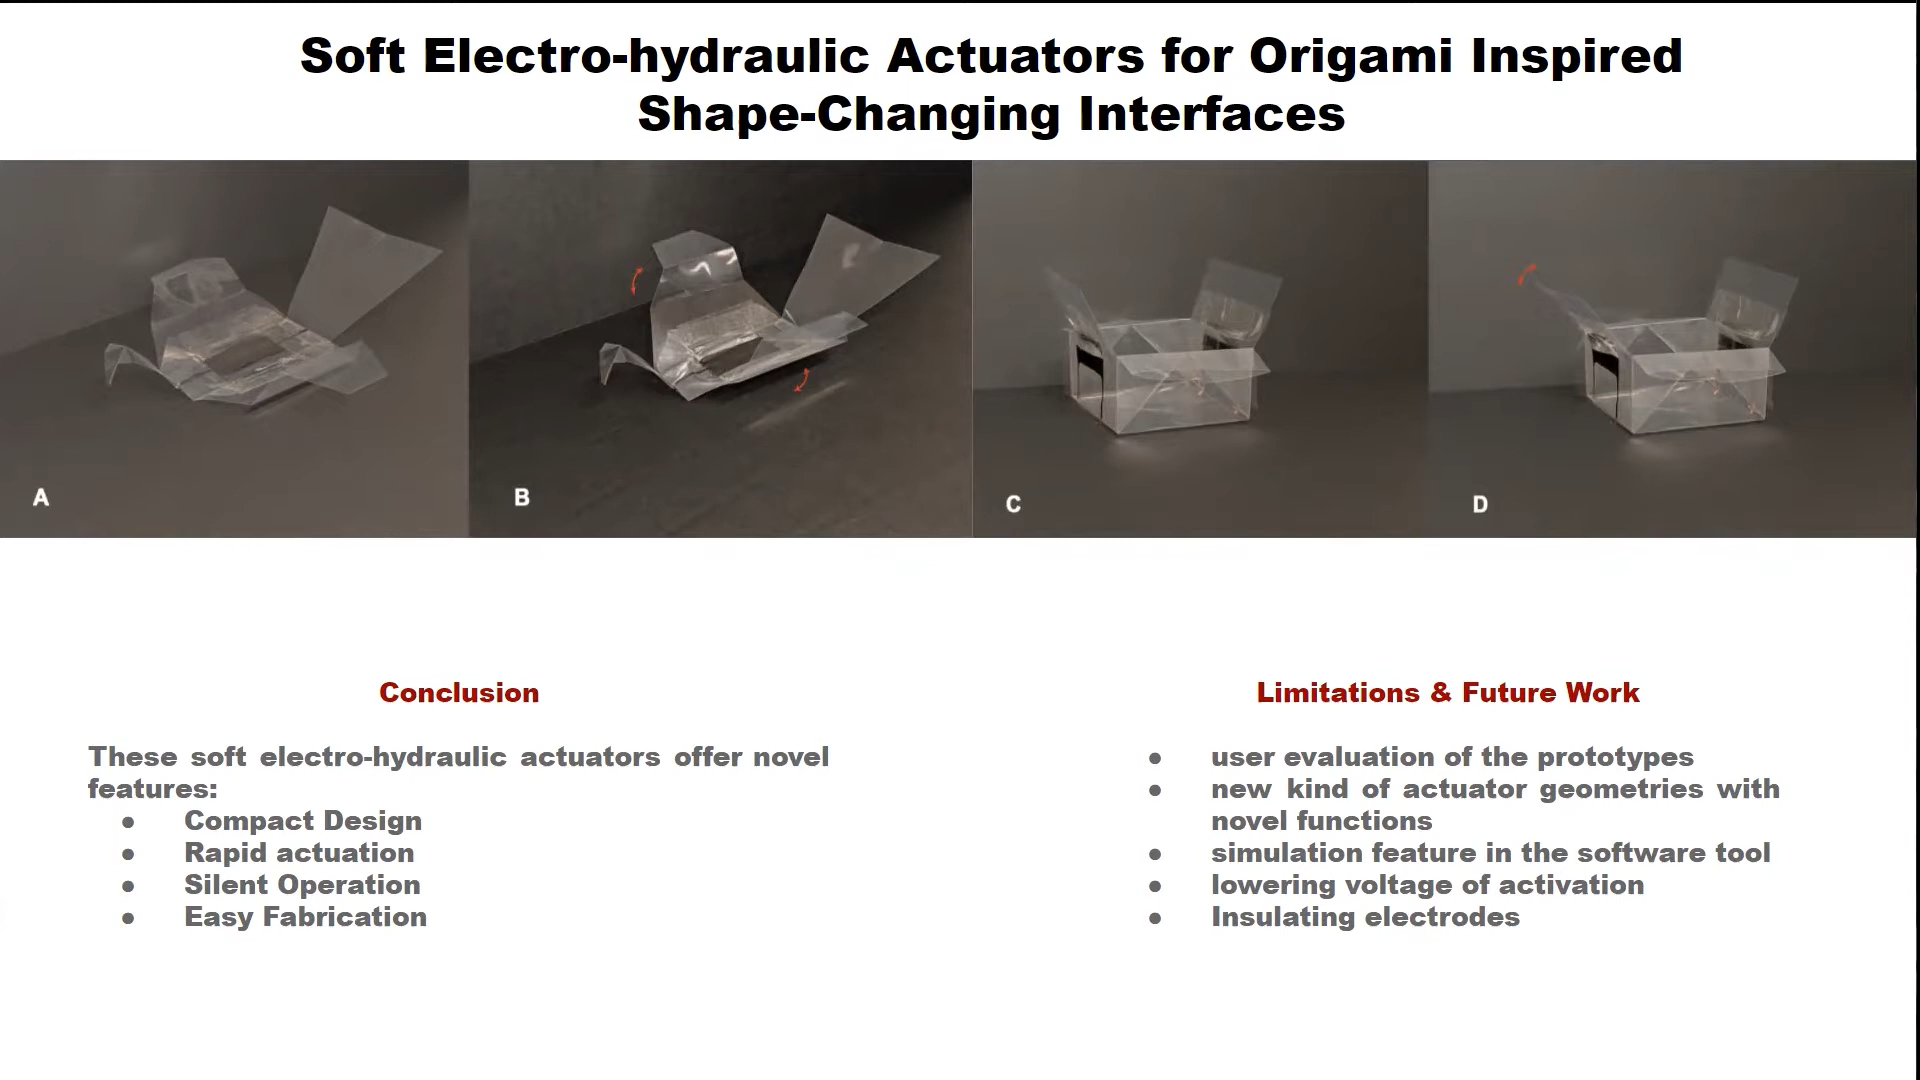 Soft Electro-hydraulic Actuators for Origami Inspired
Shape-Changing Interfaces
A
B
C
D
Conclusion
These soft electro-hydraulic actuators offer novel
features:
● Compact Design
● Rapid actuation
● Silent Operation
● Easy Fabrication
Limitations & Future Work
● user evaluation of the prototypes
● new kind of actuator geometries with
novel functions
● simulation feature in the software tool
● lowering voltage of activation
● Insulating electrodes